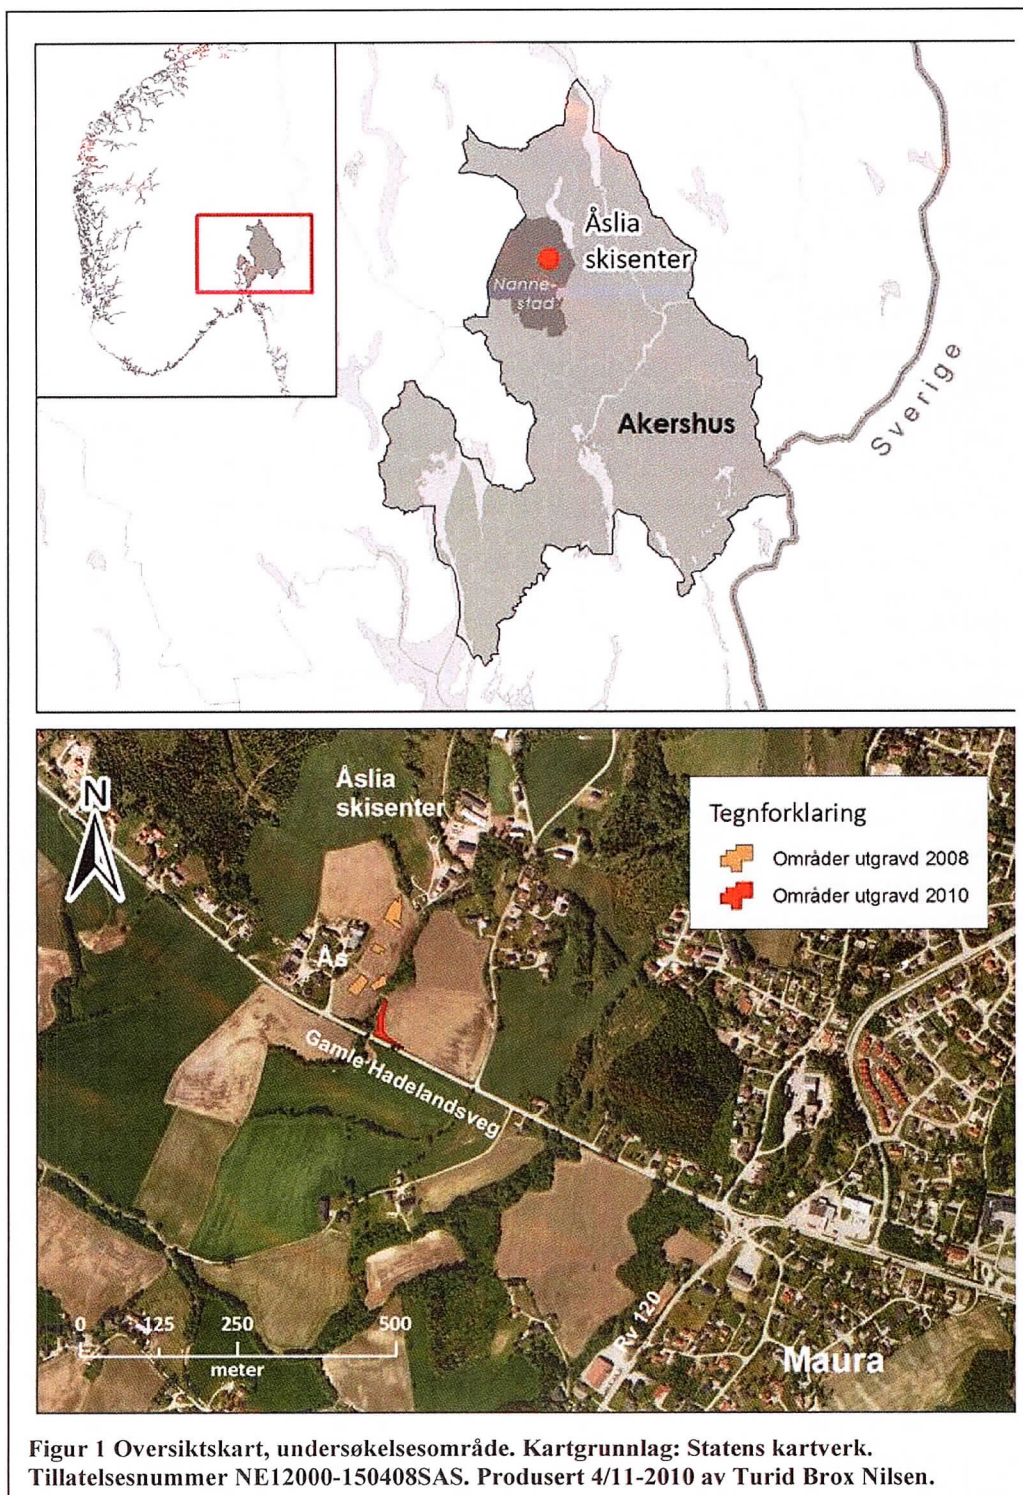 Åslia
skisenter
Nanne-
stad
Akershus
Sverige
N
Åslia
skisenter
Tegnforklaring
Områder utgravd 2008
Områder utgravd 2010
Ås
Gamle Hadelandsveg
0 125 250 500
meter
Rv 120
Maura
Figur 1 Oversiktskart, undersøkelsesområde. Kartgrunnlag: Statens kartverk.
Tillatelsesnummer NE12000-150408SAS. Produsert 4/11-2010 av Turid Brox Nilsen.